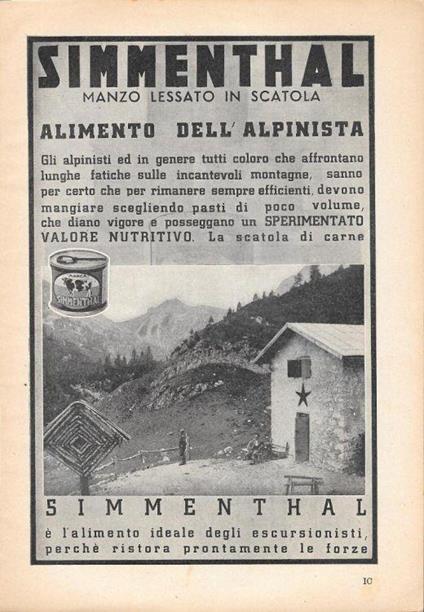 SIMMENTHAL
MANZO LESSATO IN SCATOLA
ALIMENTO DELL'ALPINISTA
Gli alpinisti ed in genere tutti coloro che affrontano
lunghe fatiche sulle incantevoli montagne, sanno
per certo che per rimanere sempre efficienti, devono
mangiare scegliendo pasti di poco volume,
che diano vigore e posseggano un SPERIMENTATO
VALORE NUTRITIVO. La scatola di carne
MARCA
SIMMENTHAL
SIMMENTHAL
è l'alimento ideale degli escursionisti,
perchè ristora prontamente le forze